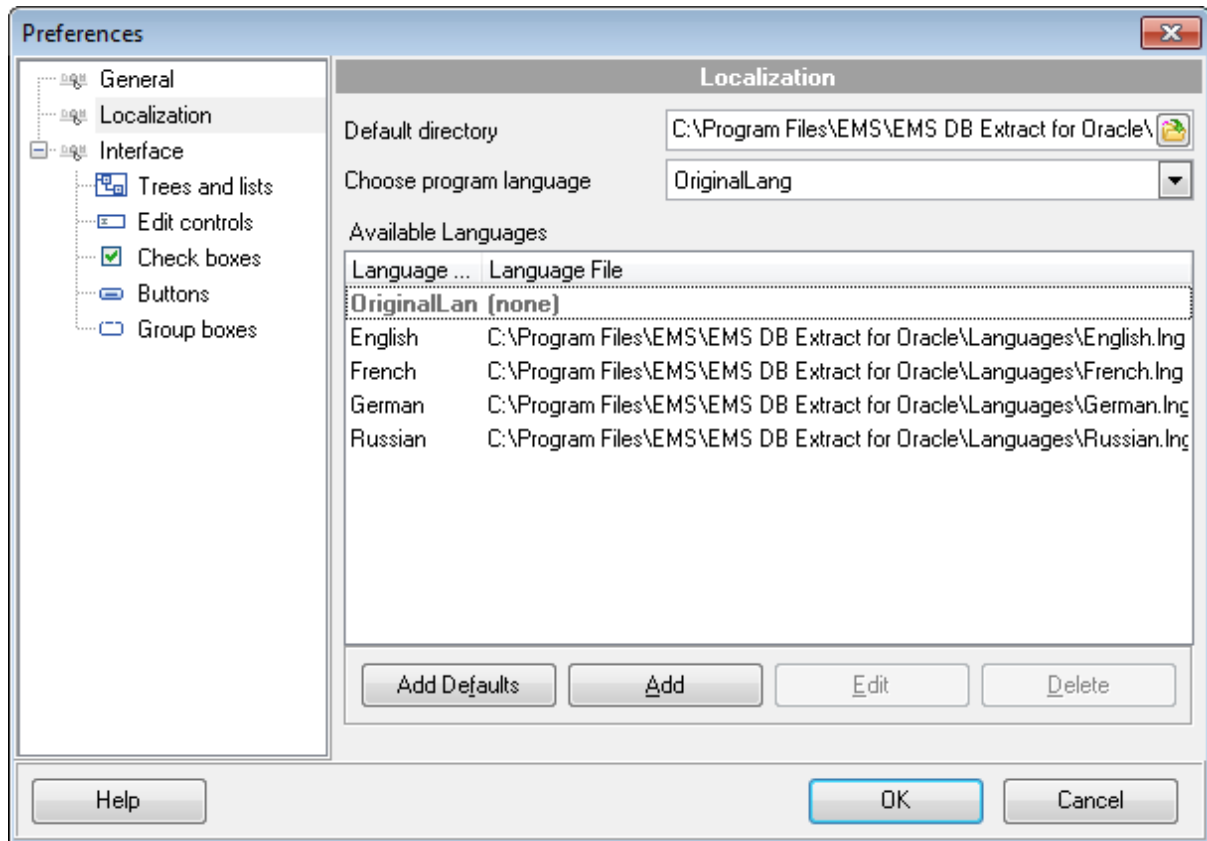 Preferences
General
Localization
Interface
Trees and lists
Edit controls
Check boxes
Buttons
Group boxes
Localization
Default directory C:\Program Files\EMS\EMS DB Extract for Oracle\
Choose program language OriginalLang
Available Languages
Language ... Language File
OriginalLan (none)
English C:\Program Files\EMS\EMS DB Extract for Oracle\Languages\English.lng
French C:\Program Files\EMS\EMS DB Extract for Oracle\Languages\French.lng
German C:\Program Files\EMS\EMS DB Extract for Oracle\Languages\German.lng
Russian C:\Program Files\EMS\EMS DB Extract for Oracle\Languages\Russian.lng
Add Defaults Add Edit Delete
Help OK Cancel